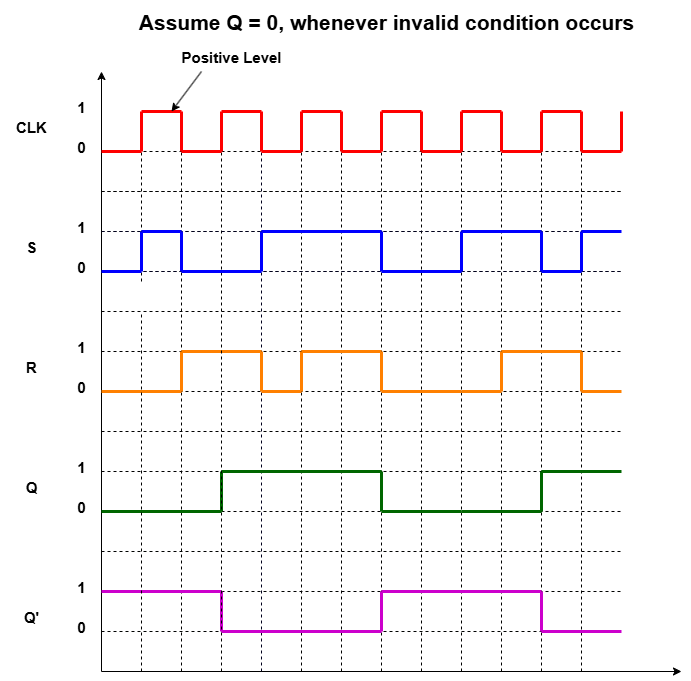 Assume Q = 0, whenever invalid condition occurs
Positive Level
1
CLK
0
1
S
0
1
R
0
1
Q
0
1
Q'
0